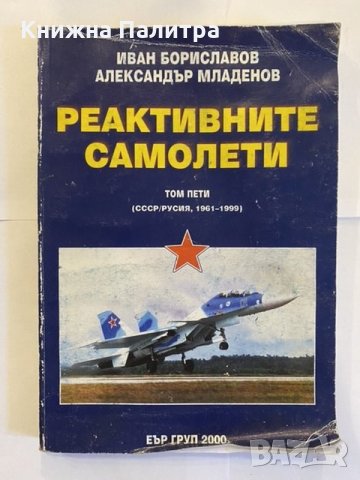 Книжна Палитра
ИВАН БОРИСЛАВОВ
АЛЕКСАНДЪР МЛАДЕНОВ
РЕАКТИВНИТЕ
САМОЛЕТИ
ТОМ ПЕТИ
(СССР/РУСИЯ, 1961–1999)
ЕЪР ГРУП 2000
BAZAR